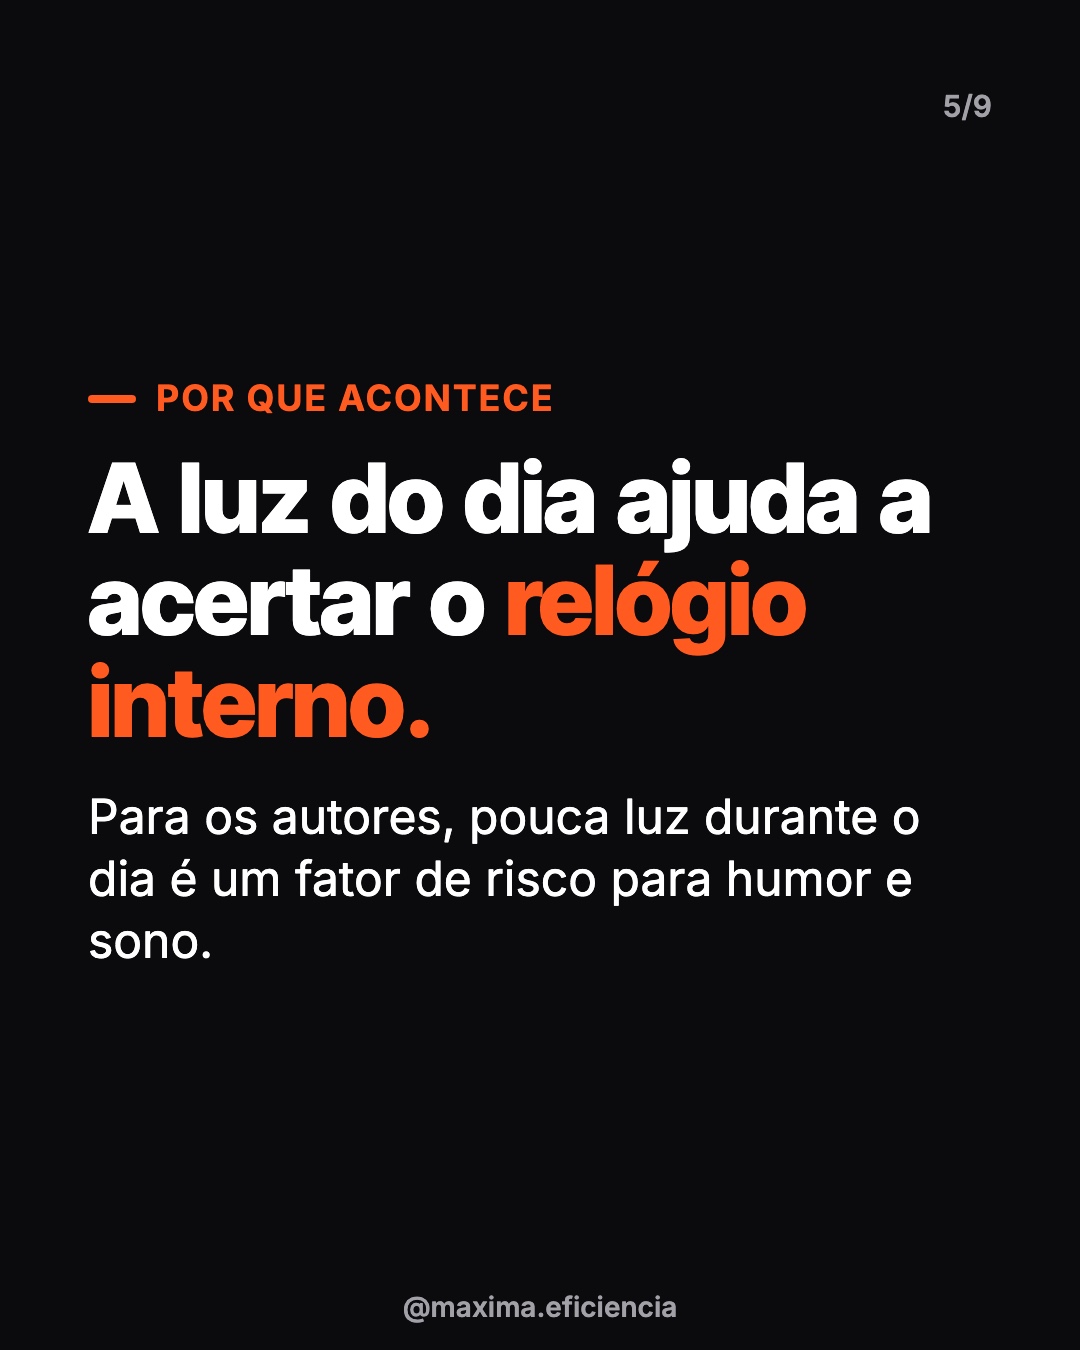 5/9
POR QUE ACONTECE
A luz do dia ajuda a
acertar o relógio
interno.
Para os autores, pouca luz durante o
dia é um fator de risco para humor e
sono.
@maxima.eficiencia